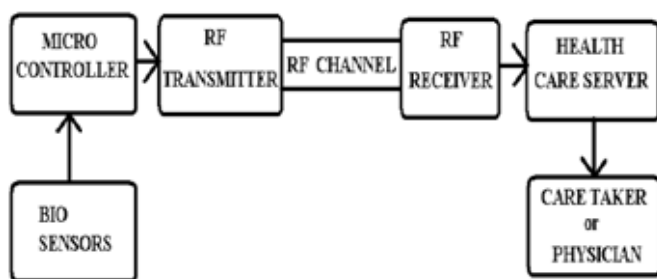 MICRO
CONTROLLER
RF
TRANSMITTER
RF CHANNEL
RF
RECEIVER
HEALTH
CARE SERVER
BIO
SENSORS
CARE TAKER
or
PHYSICIAN